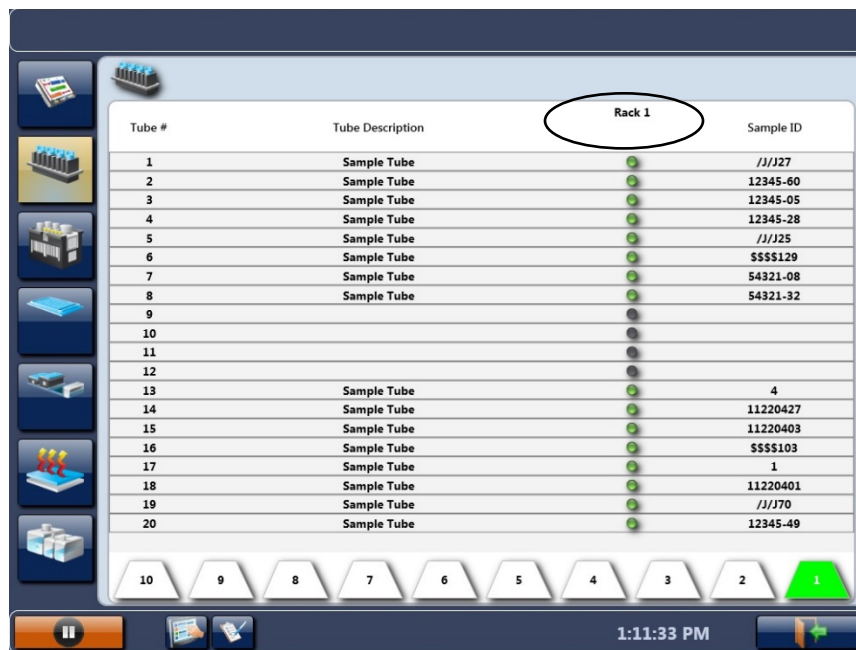 Rack 1
Tube # Tube Description Sample ID
1 Sample Tube /J/J27
2 Sample Tube 12345-60
3 Sample Tube 12345-05
4 Sample Tube 12345-28
5 Sample Tube /J/J25
6 Sample Tube $$$$129
7 Sample Tube 54321-08
8 Sample Tube 54321-32
9
10
11
12
13 Sample Tube 4
14 Sample Tube 11220427
15 Sample Tube 11220403
16 Sample Tube $$$$103
17 Sample Tube 1
18 Sample Tube 11220401
19 Sample Tube /J/J70
20 Sample Tube 12345-49
10 9 8 7 6 5 4 3 2 1
1:11:33 PM